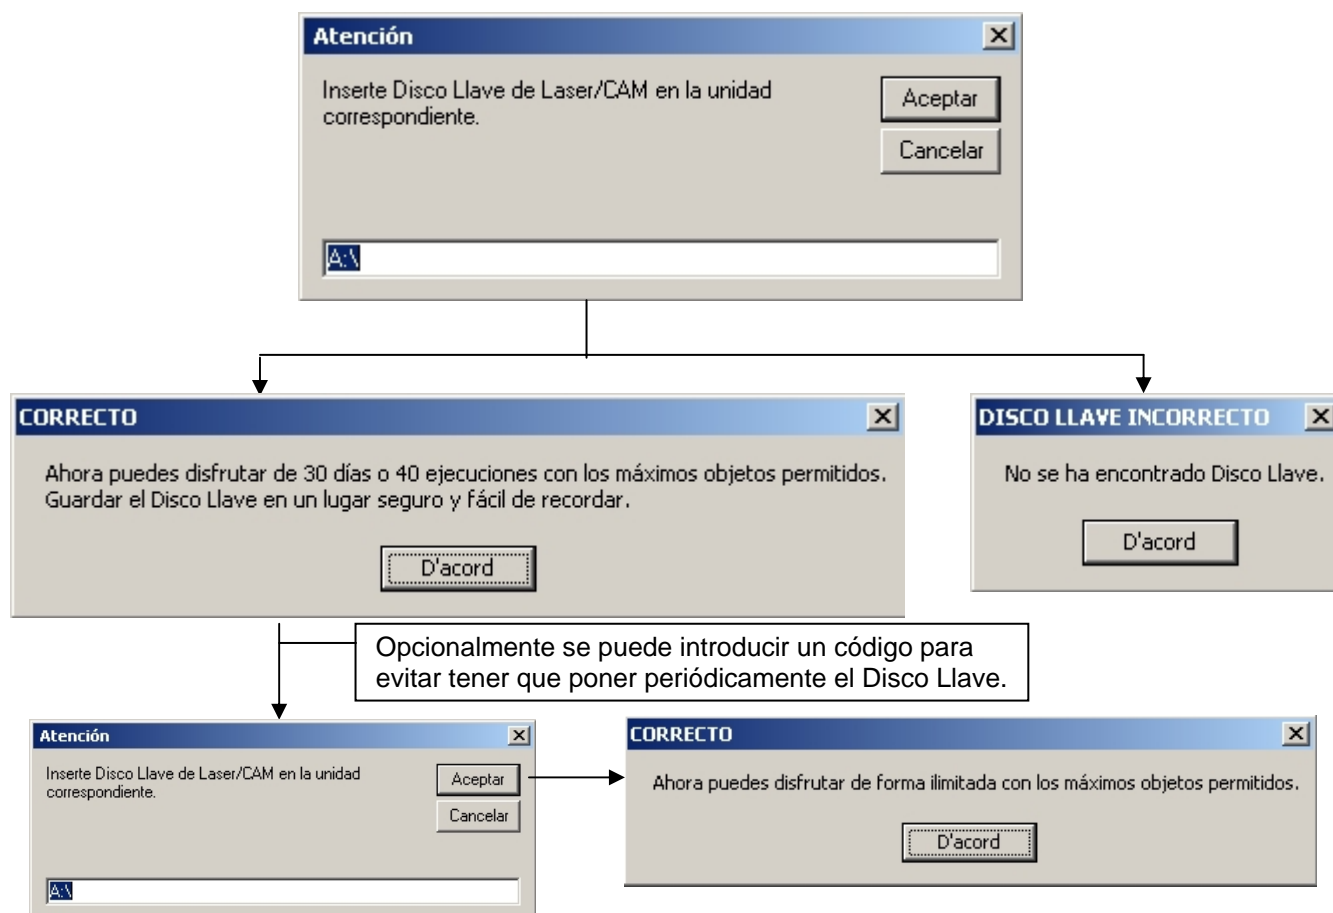 Atención
Inserte Disco Llave de Laser/CAM en la unidad
correspondiente.
Aceptar
Cancelar
A:\
CORRECTO
Ahora puedes disfrutar de 30 días o 40 ejecuciones con los máximos objetos permitidos.
Guardar el Disco Llave en un lugar seguro y fácil de recordar.
D'acord
DISCO LLAVE INCORRECTO
No se ha encontrado Disco Llave.
D'acord
Opcionalmente se puede introducir un código para
evitar tener que poner periódicamente el Disco Llave.
Atención
Inserte Disco Llave de Laser/CAM en la unidad
correspondiente.
Aceptar
Cancelar
A:\
CORRECTO
Ahora puedes disfrutar de forma ilimitada con los máximos objetos permitidos.
D'acord